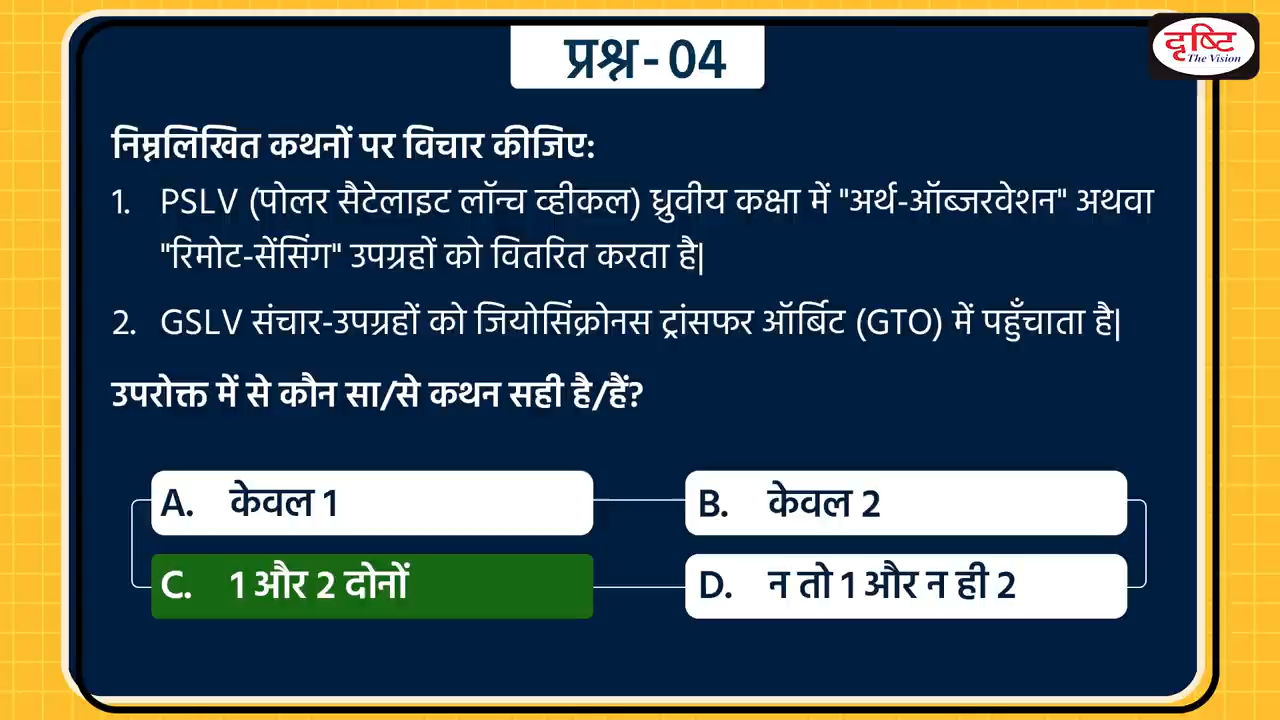 दृष्टि
The Vision
प्रश्न- 04
निम्नलिखित कथनों पर विचार कीजिए:
1. PSLV (पोलर सैटेलाइट लॉन्च व्हीकल) ध्रुवीय कक्षा में "अर्थ-ऑब्जरवेशन" अथवा
"रिमोट-सेंसिंग" उपग्रहों को वितरित करता है|
2. GSLV संचार-उपग्रहों को जियोसिंक्रोनस ट्रांसफर ऑर्बिट (GTO) में पहुँचाता है|
उपरोक्त में से कौन सा/से कथन सही है/हैं?
A. केवल 1
B. केवल 2
C. 1 और 2 दोनों
D. न तो 1 और न ही 2